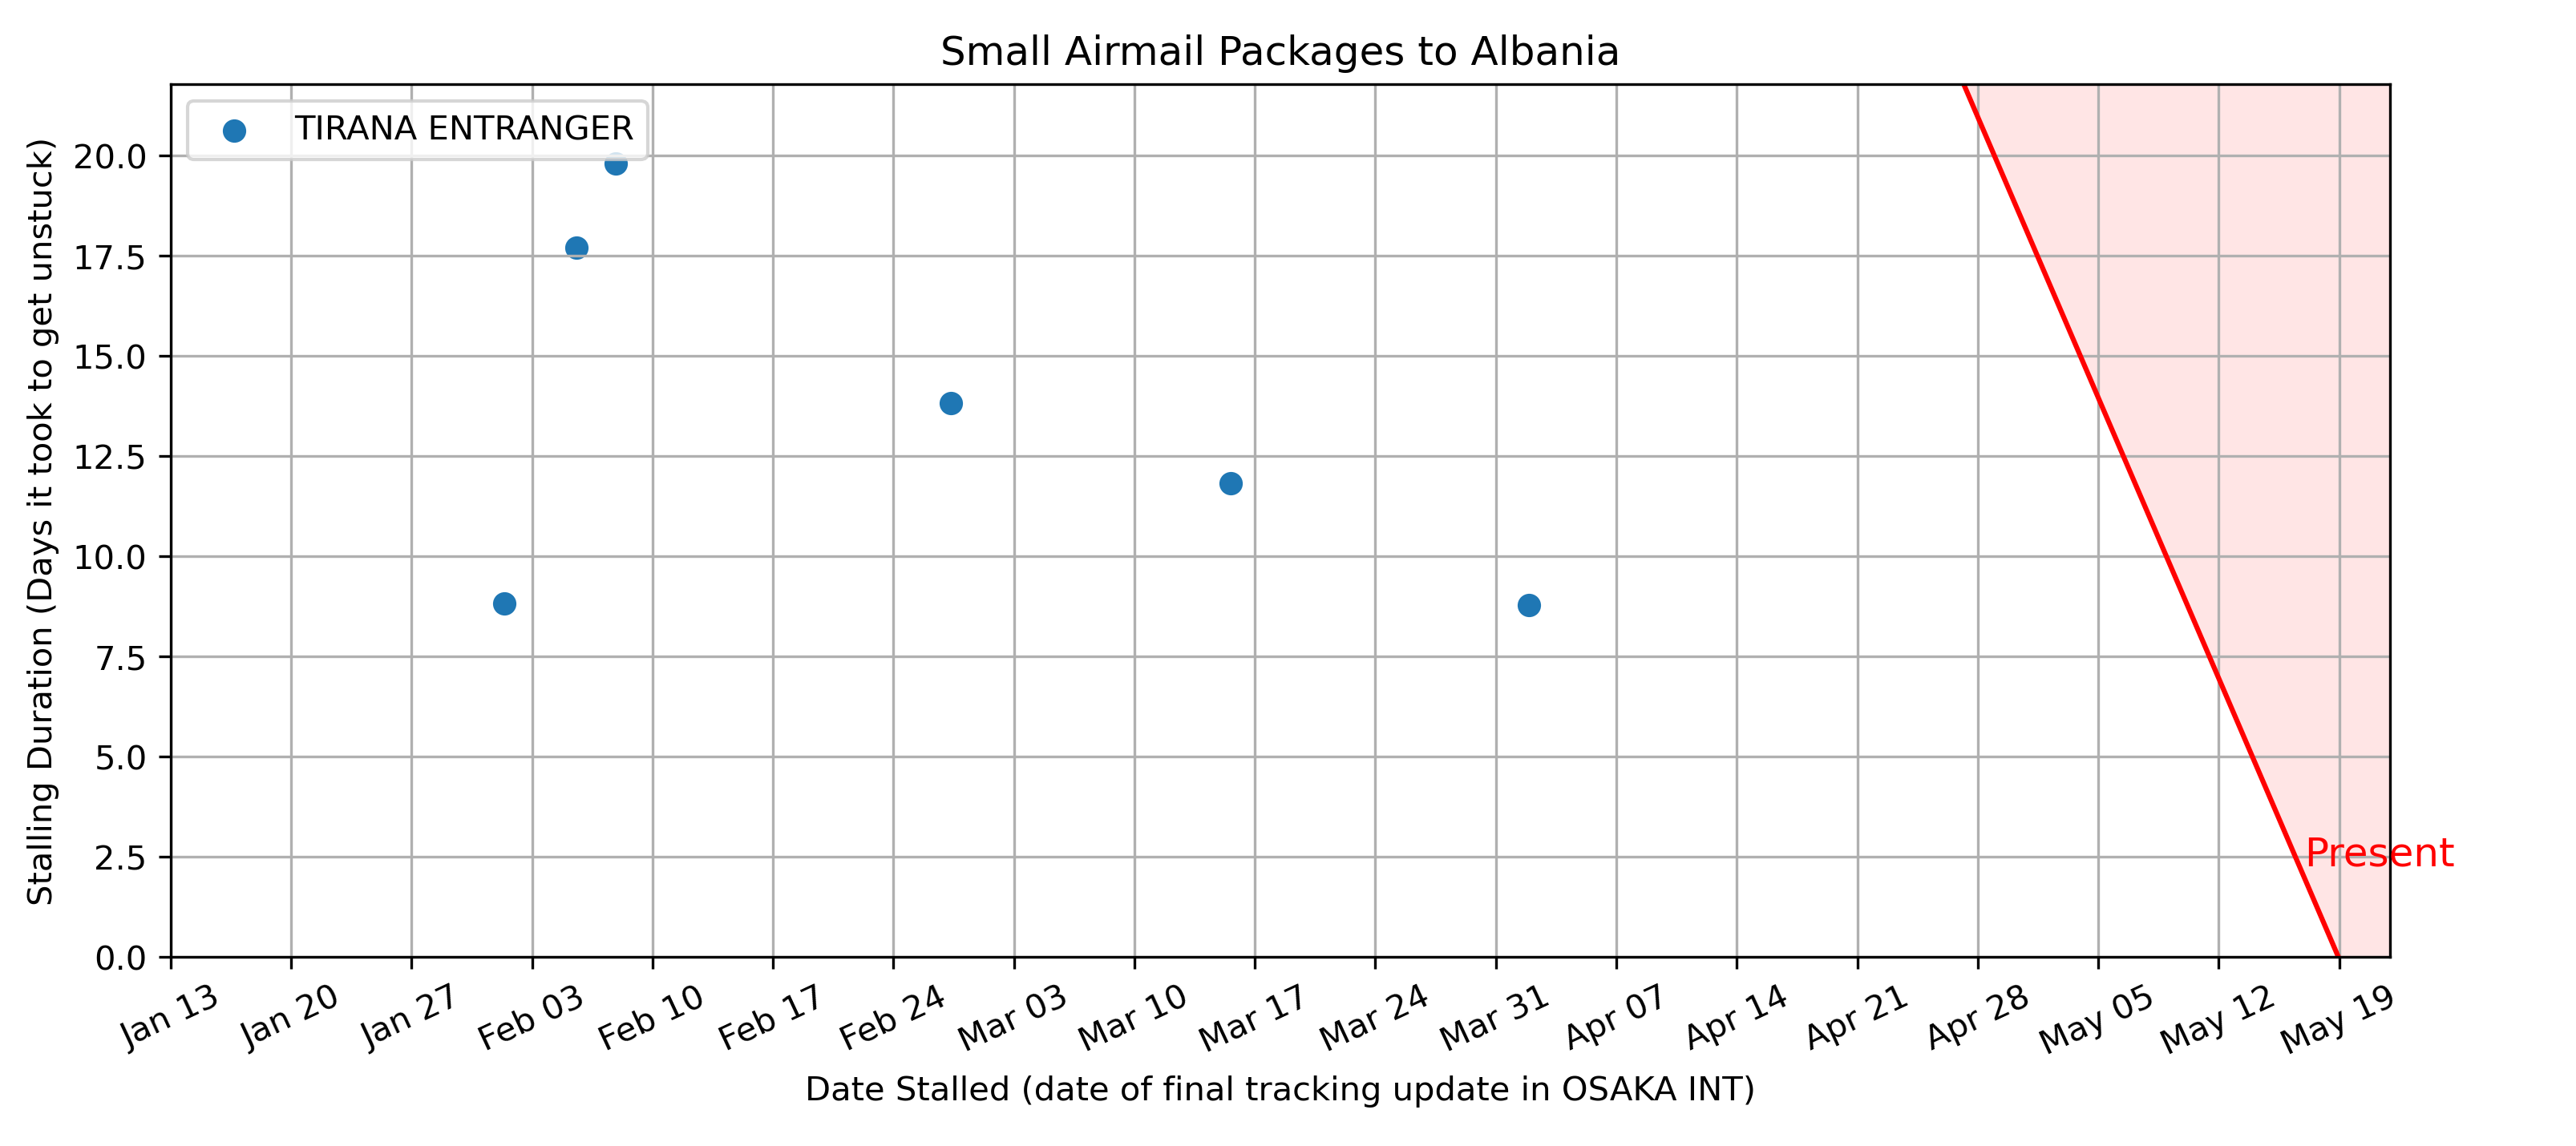 Small Airmail Packages to Albania
TIRANA ENTRANGER
Stalling Duration (Days it took to get unstuck)
20.0
17.5
15.0
12.5
10.0
7.5
5.0
2.5
0.0
Present
Jan 13
Jan 20
Jan 27
Feb 03
Feb 10
Feb 17
Feb 24
Mar 03
Mar 10
Mar 17
Mar 24
Mar 31
Apr 07
Apr 14
Apr 21
Apr 28
May 05
May 12
May 19
Date Stalled (date of final tracking update in OSAKA INT)